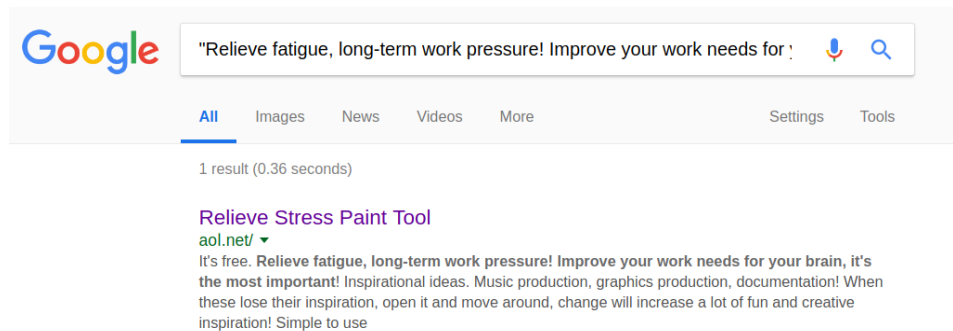 Google
"Relieve fatigue, long-term work pressure! Improve your work needs for
All Images News Videos More Settings Tools
1 result (0.36 seconds)
Relieve Stress Paint Tool
aol.net/
It's free. Relieve fatigue, long-term work pressure! Improve your work needs for your brain, it's
the most important! Inspirational ideas. Music production, graphics production, documentation! When
these lose their inspiration, open it and move around, change will increase a lot of fun and creative
inspiration! Simple to use